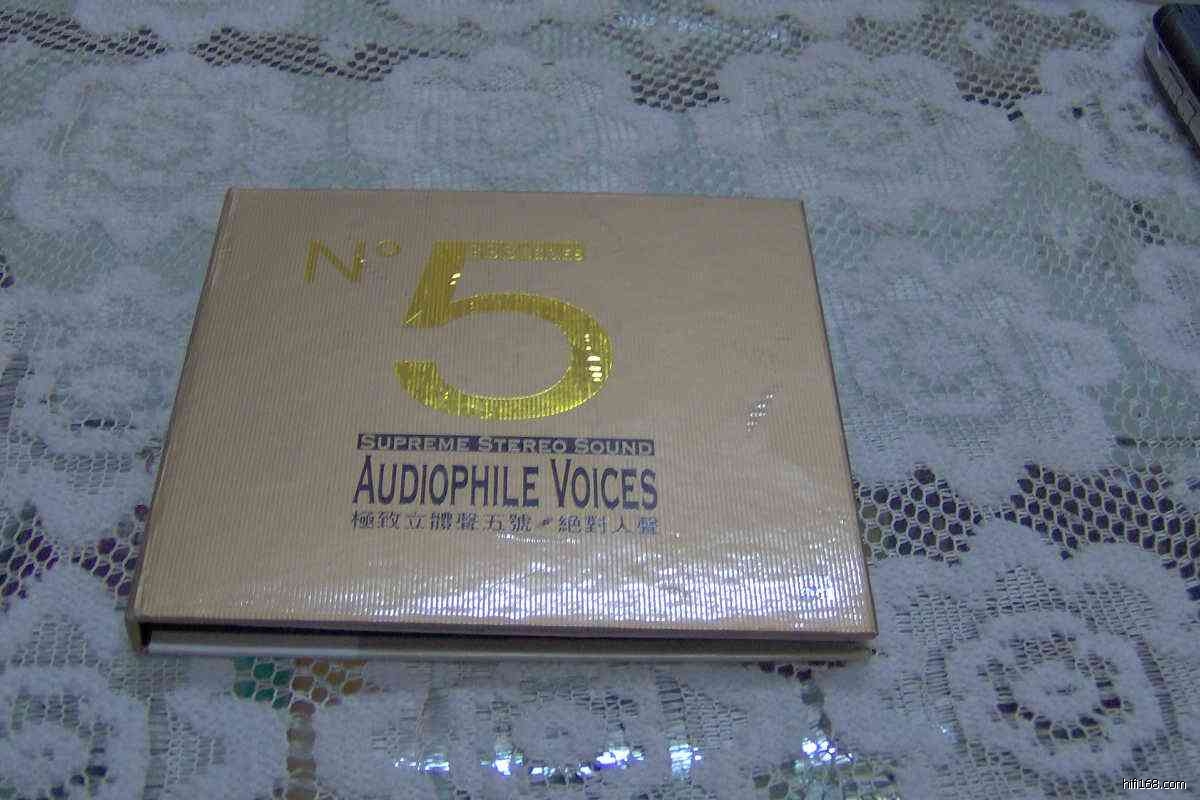 Nº 5
SUPREME STEREO SOUND
AUDIOPHILE VOICES
極致立體聲五號 絕對人聲
hifi168.com